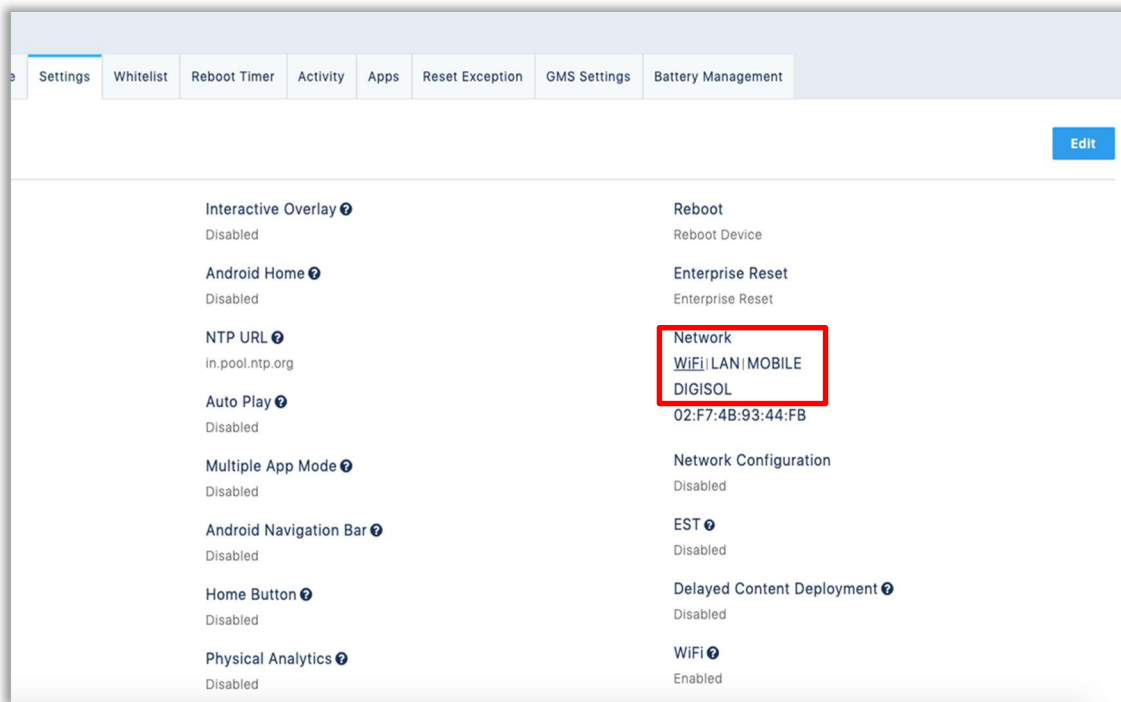 e
Settings
Whitelist
Reboot Timer
Activity
Apps
Reset Exception
GMS Settings
Battery Management
Edit
Interactive Overlay
Disabled
Android Home
Disabled
NTP URL
in.pool.ntp.org
Auto Play
Disabled
Multiple App Mode
Disabled
Android Navigation Bar
Disabled
Home Button
Disabled
Physical Analytics
Disabled
Reboot
Reboot Device
Enterprise Reset
Enterprise Reset
Network
WiFi|LAN|MOBILE
DIGISOL
02:F7:4B:93:44:FB
Network Configuration
Disabled
EST
Disabled
Delayed Content Deployment
Disabled
WiFi
Enabled